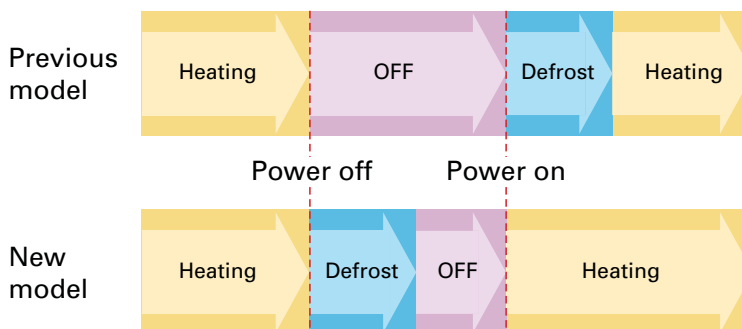 Previous
model
Heating
OFF
Defrost
Heating
Power off
Power on
New
model
Heating
Defrost
OFF
Heating